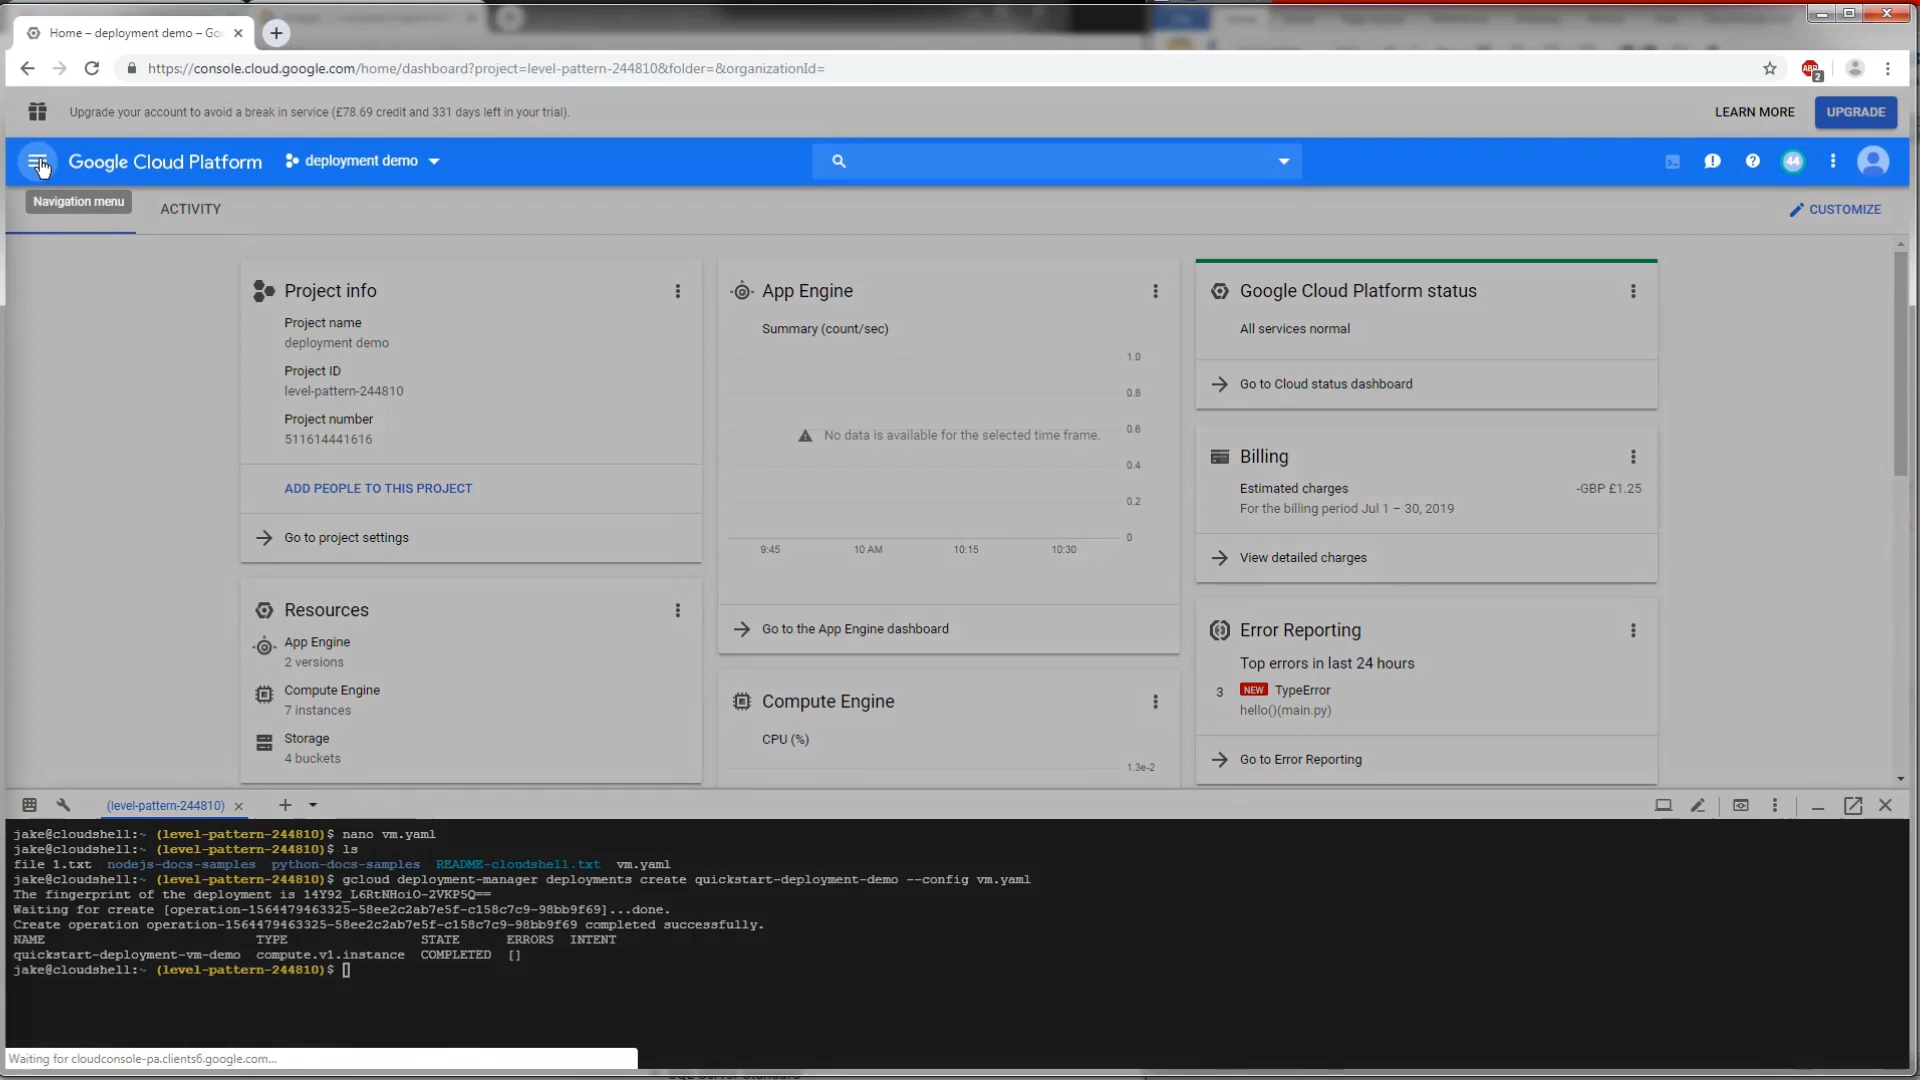 Home – deployment demo – Goo
https://console.cloud.google.com/home/dashboard?project=level-pattern-244810&folder=&organizationId=
ABP
2
Upgrade your account to avoid a break in service (£78.69 credit and 331 days left in your trial).
LEARN MORE
UPGRADE
Google Cloud Platform
deployment demo
44
Navigation menu
ACTIVITY
CUSTOMIZE
Project info
Project name
deployment demo
Project ID
level-pattern-244810
Project number
511614441616
ADD PEOPLE TO THIS PROJECT
Go to project settings
Resources
App Engine
2 versions
Compute Engine
7 instances
Storage
4 buckets
App Engine
Summary (count/sec)
1.0
0.8
No data is available for the selected time frame.
0.6
0.4
0.2
0
9:45 10 AM 10:15 10:30
Go to the App Engine dashboard
Compute Engine
CPU (%)
1.3e-2
Google Cloud Platform status
All services normal
Go to Cloud status dashboard
Billing
Estimated charges -GBP £1.25
For the billing period Jul 1 – 30, 2019
View detailed charges
Error Reporting
Top errors in last 24 hours
3 NEW TypeError
hello()(main.py)
Go to Error Reporting
(level-pattern-244810)
jake@cloudshell:~ (level-pattern-244810)$ nano vm.yaml
jake@cloudshell:~ (level-pattern-244810)$ ls
file 1.txt nodejs-docs-samples python-docs-samples README-cloudshell.txt vm.yaml
jake@cloudshell:~ (level-pattern-244810)$ gcloud deployment-manager deployments create quickstart-deployment-demo --config vm.yaml
The fingerprint of the deployment is 14Y92_L6RtNHoiO-2VKP5Q==
Waiting for create [operation-1564479463325-58ee2c2ab7e5f-c158c7c9-98bb9f69]...done.
Create operation operation-1564479463325-58ee2c2ab7e5f-c158c7c9-98bb9f69 completed successfully.
NAME TYPE STATE ERRORS INTENT
quickstart-deployment-vm-demo compute.v1.instance COMPLETED []
jake@cloudshell:~ (level-pattern-244810)$
Waiting for cloudconsole-pa.clients6.google.com...